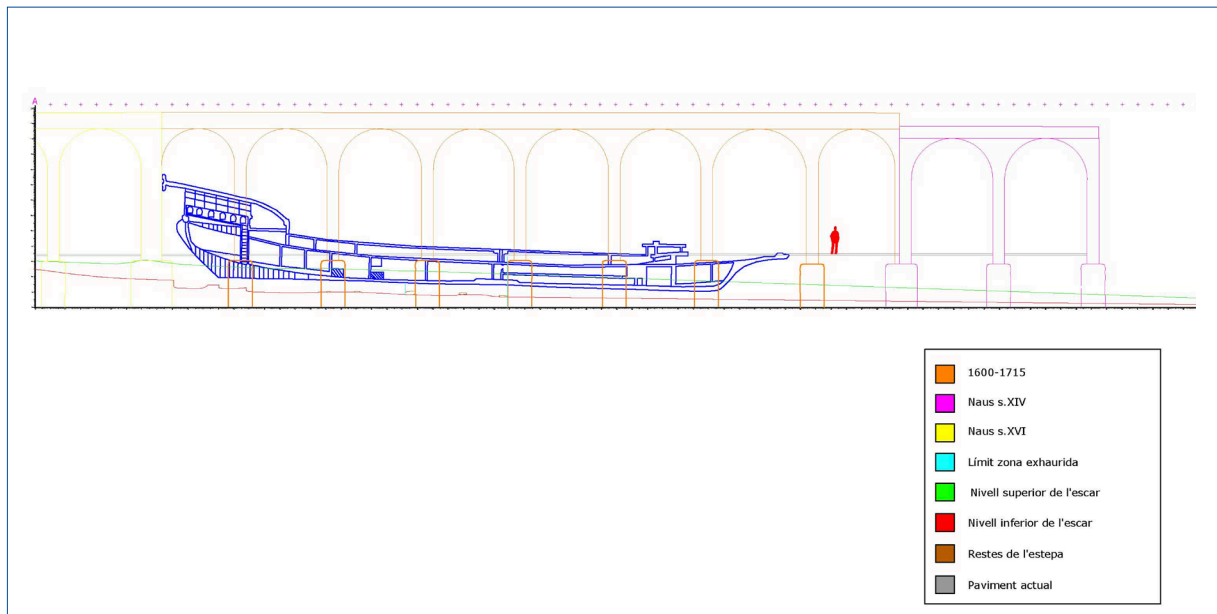 A
1600-1715
Naus s.XIV
Naus s.XVI
Límit zona exhaurida
Nivell superior de l'escar
Nivell inferior de l'escar
Restes de l'estepa
Paviment actual